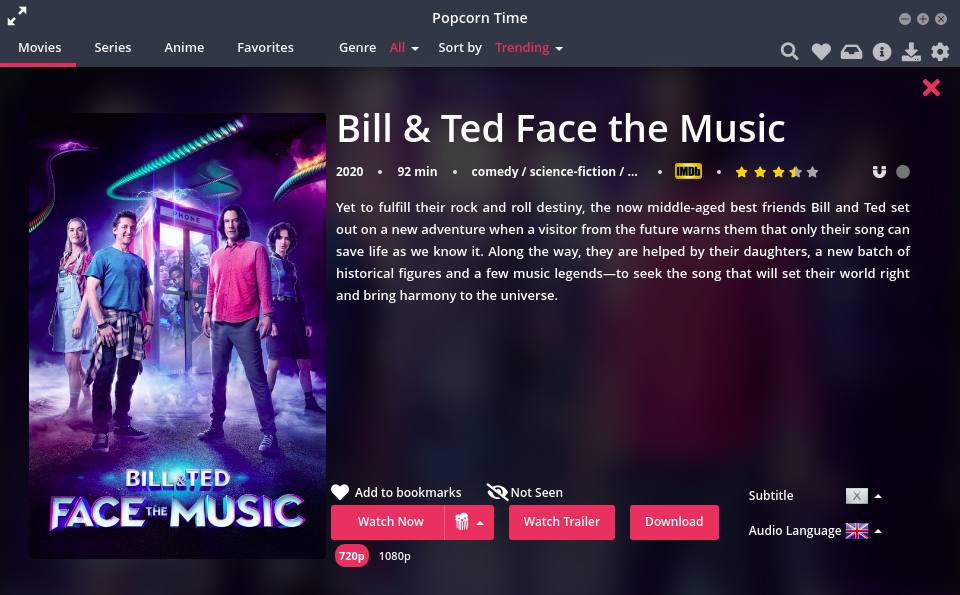 Popcorn Time
Movies Series Anime Favorites Genre All Sort by Trending
Bill & Ted Face the Music
2020 • 92 min • comedy / science-fiction / ... • IMDb •
Yet to fulfill their rock and roll destiny, the now middle-aged best friends Bill and Ted set
out on a new adventure when a visitor from the future warns them that only their song can
save life as we know it. Along the way, they are helped by their daughters, a new batch of
historical figures and a few music legends—to seek the song that will set their world right
and bring harmony to the universe.
PHONE
BILL & TED
FACE THE MUSIC
Add to bookmarks Not Seen
Subtitle X
Watch Now Watch Trailer Download
Audio Language
720p 1080p